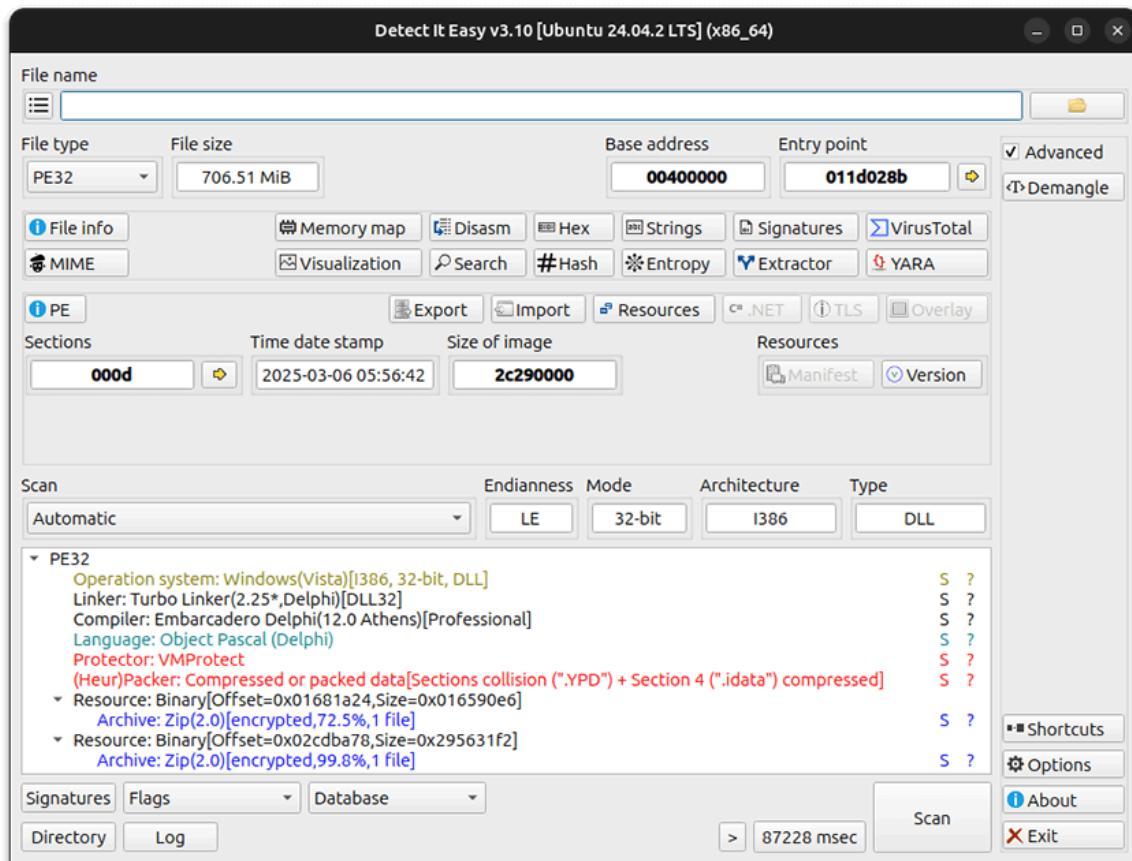 Detect It Easy v3.10 [Ubuntu 24.04.2 LTS] (x86_64)
File name
File type File size Base address Entry point
PE32 706.51 MiB 00400000 011d028b
Advanced
<T> Demangle
File info Memory map Disasm Hex Strings Signatures VirusTotal
MIME Visualization Search #Hash Entropy Extractor YARA
PE Export Import Resources C# .NET TLS Overlay
Sections Time date stamp Size of image Resources
000d 2025-03-06 05:56:42 2c290000 Manifest Version
Scan Endianness Mode Architecture Type
Automatic LE 32-bit I386 DLL
PE32
Operation system: Windows(Vista)[I386, 32-bit, DLL] S ?
Linker: Turbo Linker(2.25*,Delphi)[DLL32] S ?
Compiler: Embarcadero Delphi(12.0 Athens)[Professional] S ?
Language: Object Pascal (Delphi) S ?
Protector: VMProtect S ?
(Heur)Packer: Compressed or packed data[Sections collision (".YPD") + Section 4 (".idata") compressed] S ?
Resource: Binary[Offset=0x01681a24,Size=0x016590e6]
Archive: Zip(2.0)[encrypted,72.5%,1 file] S ?
Resource: Binary[Offset=0x02cdba78,Size=0x295631f2]
Archive: Zip(2.0)[encrypted,99.8%,1 file] S ?
Shortcuts
Options
About
Exit
Signatures Flags Database
Directory Log > 87228 msec Scan